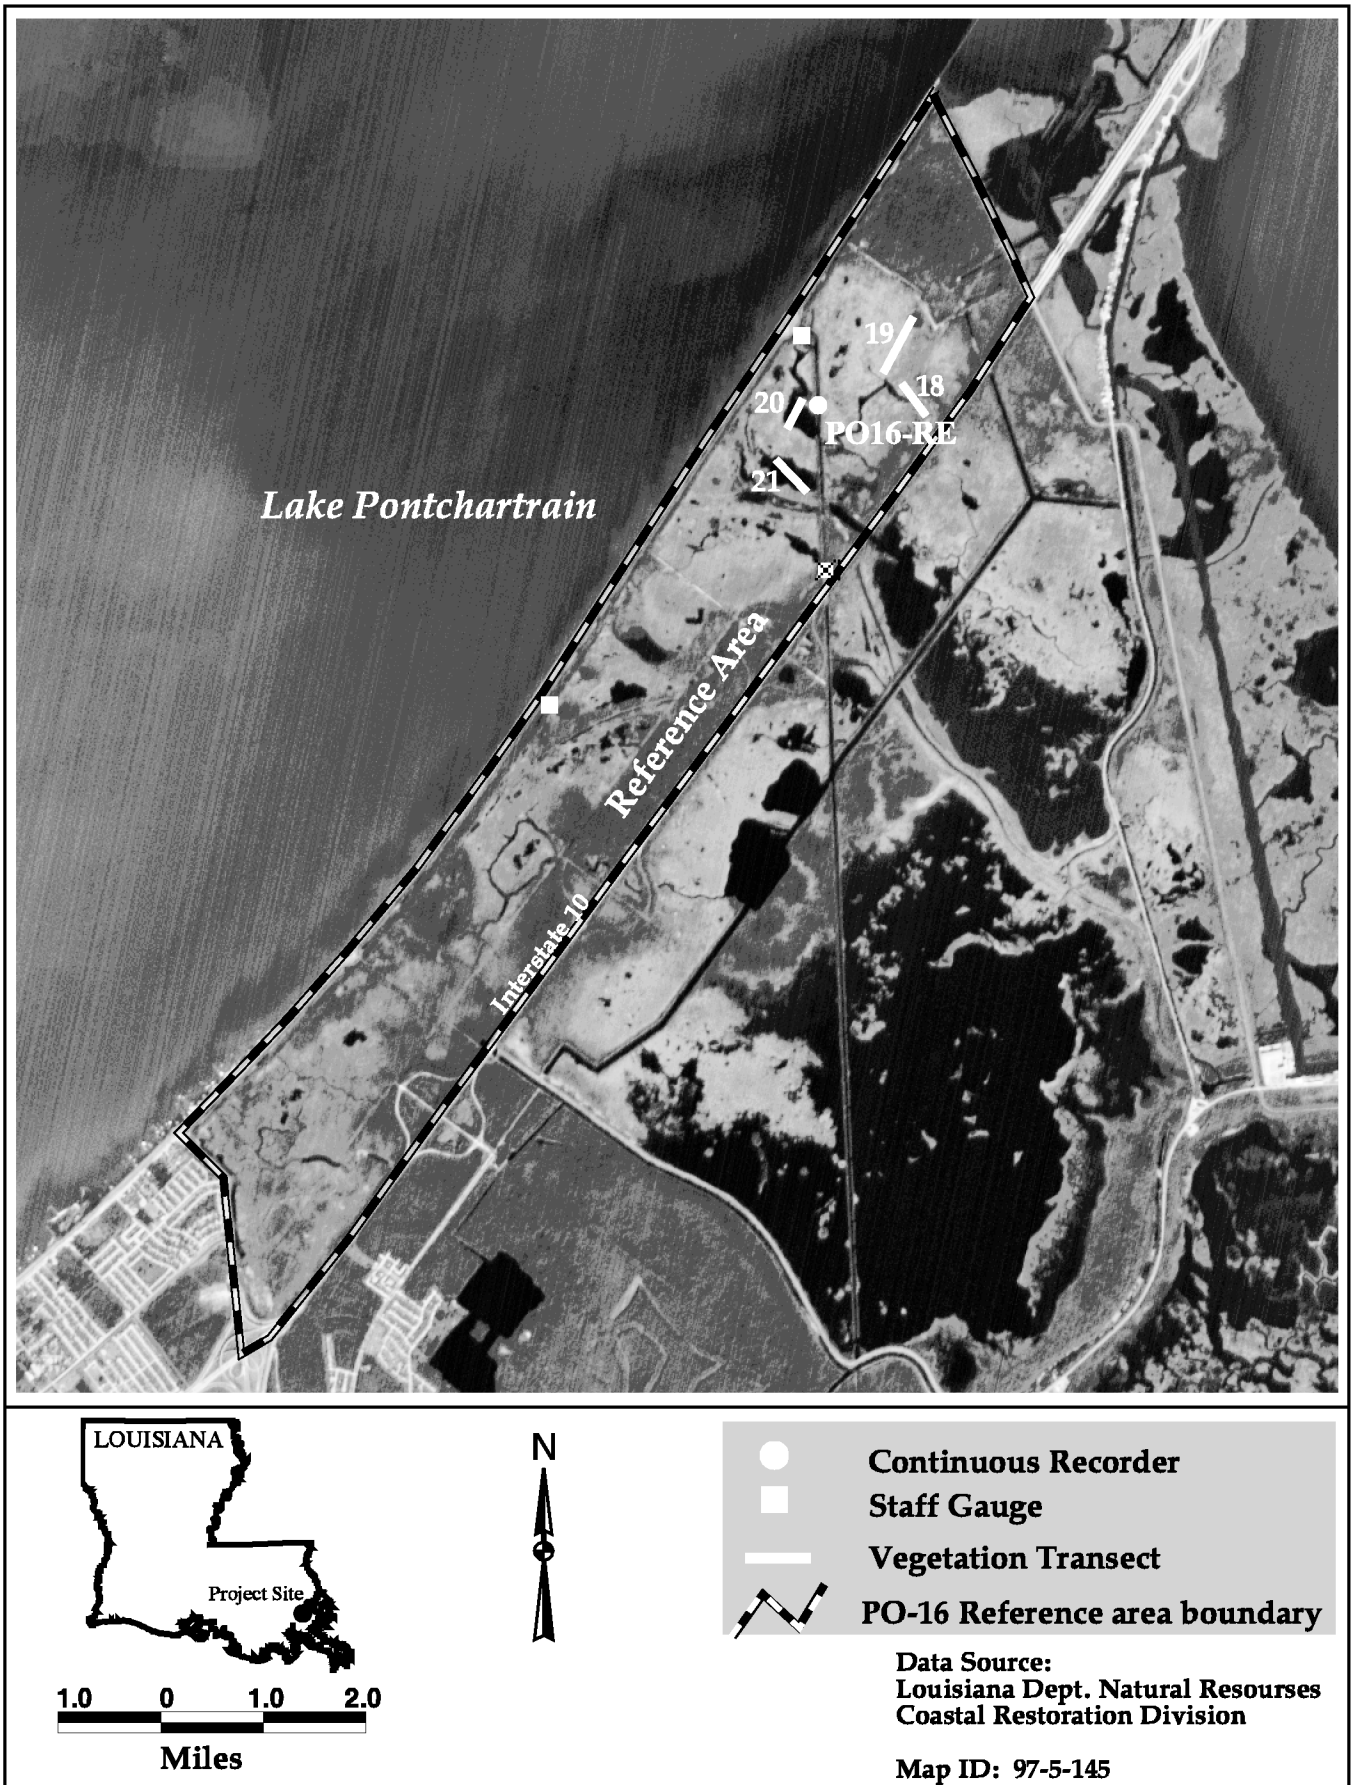 19
18
20
PO16-RE
21
Lake Pontchartrain
Reference Area
Interstate 10
LOUISIANA
Project Site
N
Continuous Recorder
Staff Gauge
Vegetation Transect
PO-16 Reference area boundary
1.0 0 1.0 2.0
Miles
Data Source:
Louisiana Dept. Natural Resourses
Coastal Restoration Division
Map ID: 97-5-145